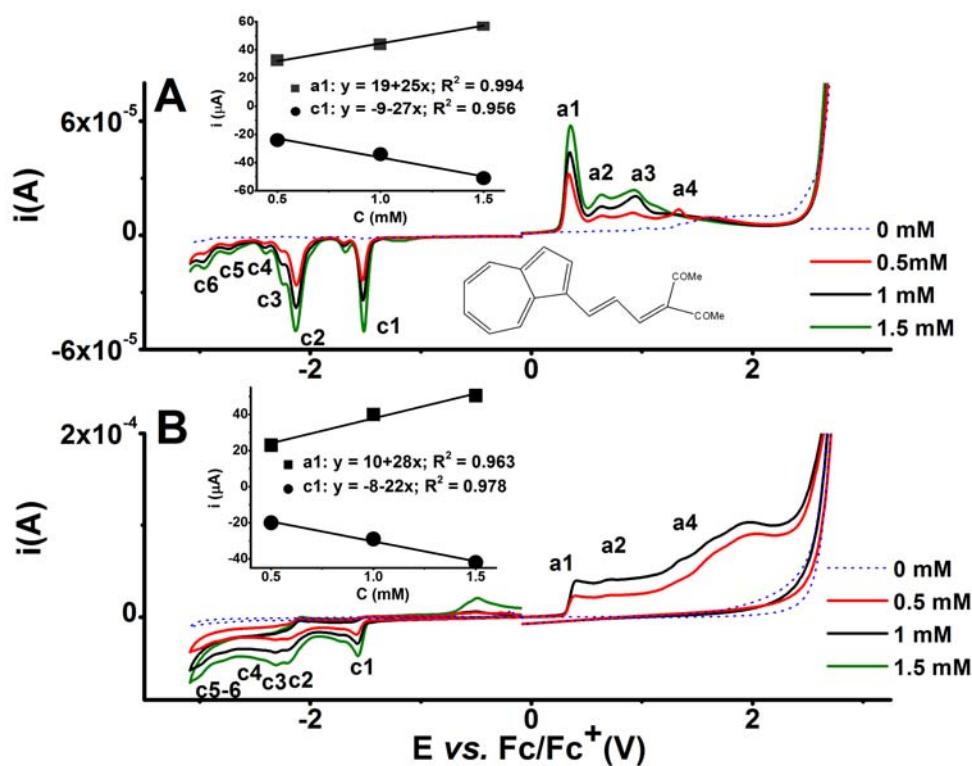 A
60
40
20
0
-20
-40
-60
i (μA)
a1: y = 19+25x; R² = 0.994
c1: y = -9-27x; R² = 0.956
0.5 1.0 1.5
C (mM)
6x10⁻⁵
0
-6x10⁻⁵
i(A)
a1
a2 a3
a4
c6 c5 c4
c3
c2
c1
COMe
COMe
0 mM
0.5mM
1 mM
1.5 mM
-2 0 2
B
40
20
0
-20
-40
i (μA)
a1: y = 10+28x; R² = 0.963
c1: y = -8-22x; R² = 0.978
0.5 1.0 1.5
C (mM)
2x10⁻⁴
0
i(A)
a1 a2 a4
c5-6 c4 c3 c2 c1
0 mM
0.5 mM
1 mM
1.5 mM
-2 0 2
E vs. Fc/Fc⁺(V)